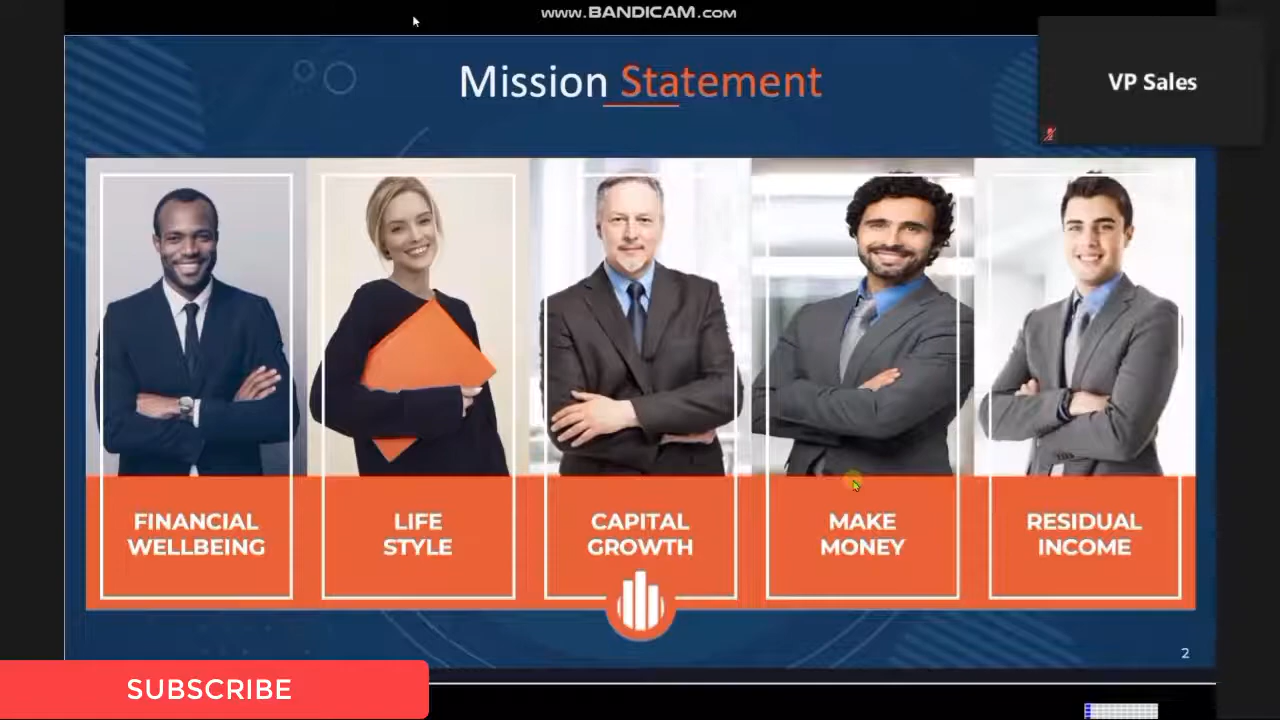 www.BANDICAM.com
Mission Statement
VP Sales
FINANCIAL
WELLBEING
LIFE
STYLE
CAPITAL
GROWTH
MAKE
MONEY
RESIDUAL
INCOME
2
SUBSCRIBE